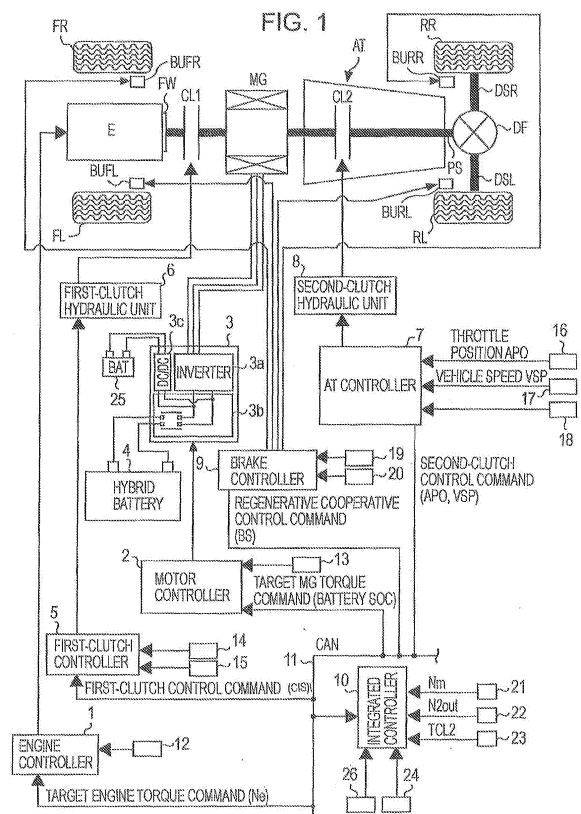 FIG. 1
FR
BUFR
FW
CL1
MG
AT
CL2
RR
BURR
DSR
DF
PS
DSL
BURL
RL
E
BUFL
FL
6
FIRST-CLUTCH
HYDRAULIC UNIT
8
SECOND-CLUTCH
HYDRAULIC UNIT
3c
3
BAT
25
DC/DC
INVERTER
3a
3b
7
AT CONTROLLER
THROTTLE
POSITION APO
16
VEHICLE SPEED VSP
17
18
4
HYBRID
BATTERY
9
BRAKE
CONTROLLER
19
20
REGENERATIVE COOPERATIVE
CONTROL COMMAND
(BS)
SECOND-CLUTCH
CONTROL COMMAND
(APO, VSP)
2
MOTOR
CONTROLLER
13
TARGET MG TORQUE
COMMAND (BATTERY SOC)
5
FIRST-CLUTCH
CONTROLLER
14
15
FIRST-CLUTCH CONTROL COMMAND (CIS)
11
CAN
10
INTEGRATED
CONTROLLER
Nm
21
N2out
22
TCL2
23
1
ENGINE
CONTROLLER
12
TARGET ENGINE TORQUE COMMAND (Ne)
26
24